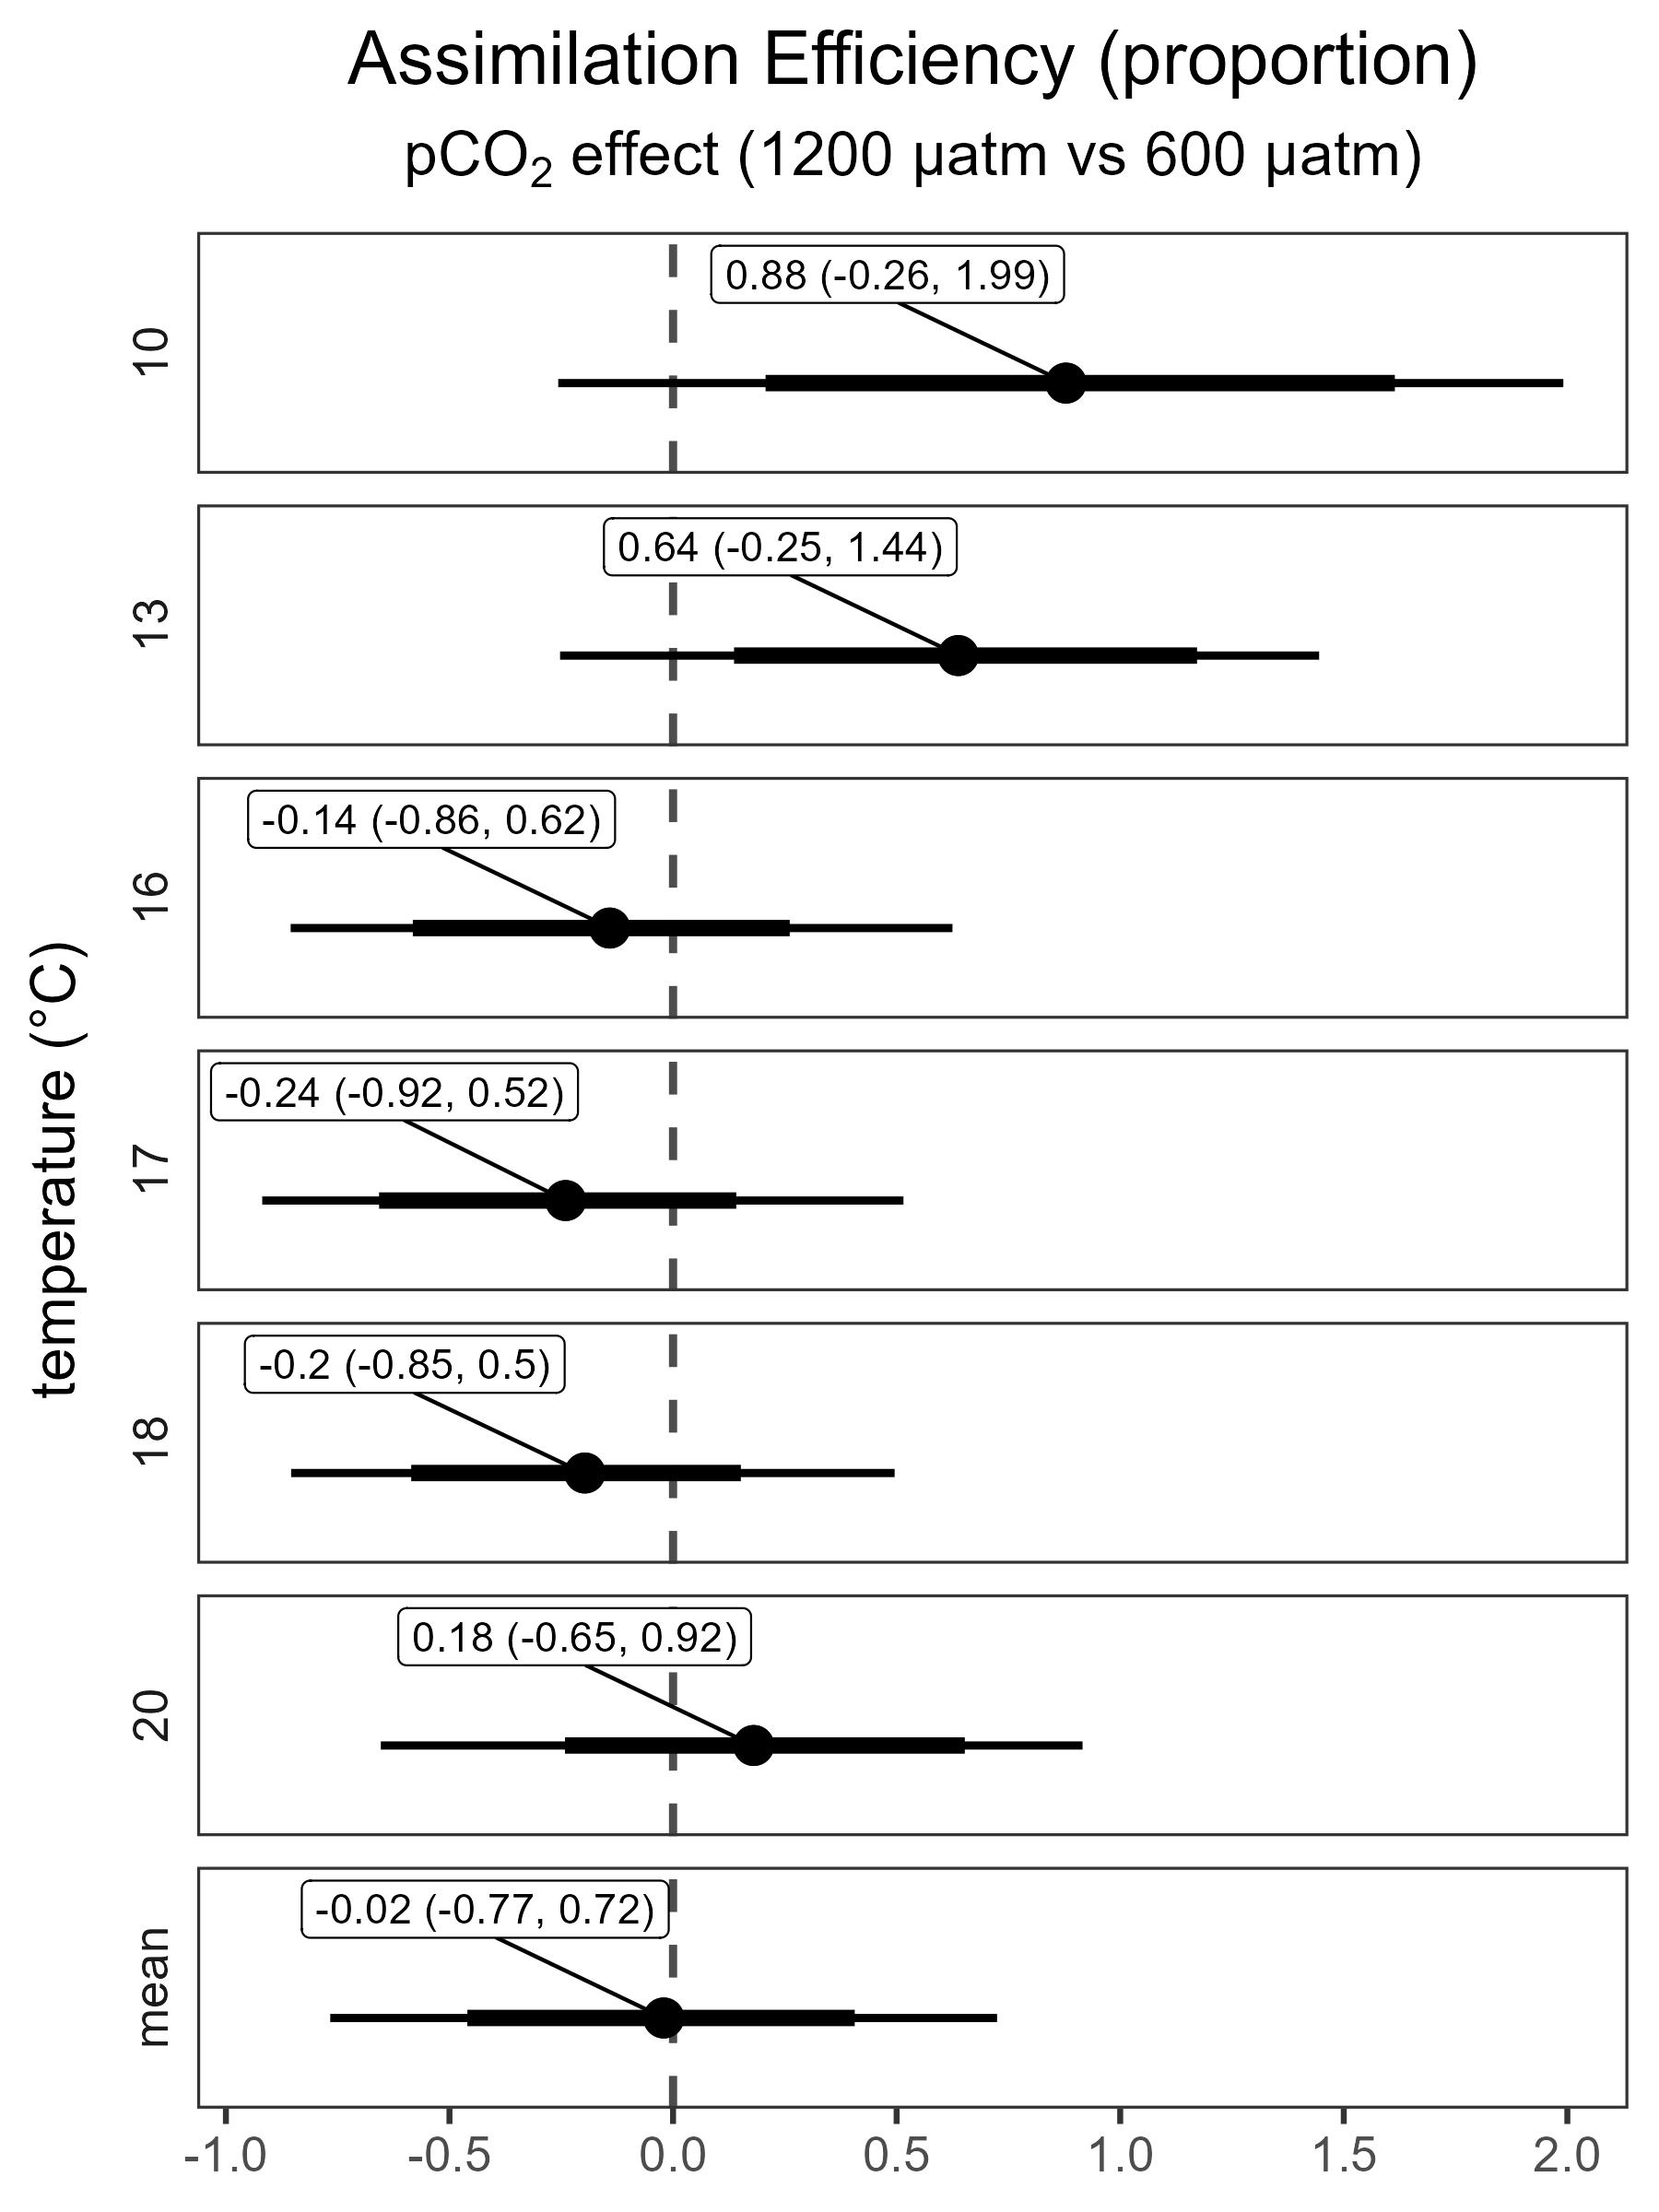 Assimilation Efficiency (proportion)
pCO₂ effect (1200 µatm vs 600 µatm)
temperature (°C)
10
0.88 (-0.26, 1.99)
13
0.64 (-0.25, 1.44)
16
-0.14 (-0.86, 0.62)
17
-0.24 (-0.92, 0.52)
18
-0.2 (-0.85, 0.5)
20
0.18 (-0.65, 0.92)
mean
-0.02 (-0.77, 0.72)
-1.0 -0.5 0.0 0.5 1.0 1.5 2.0